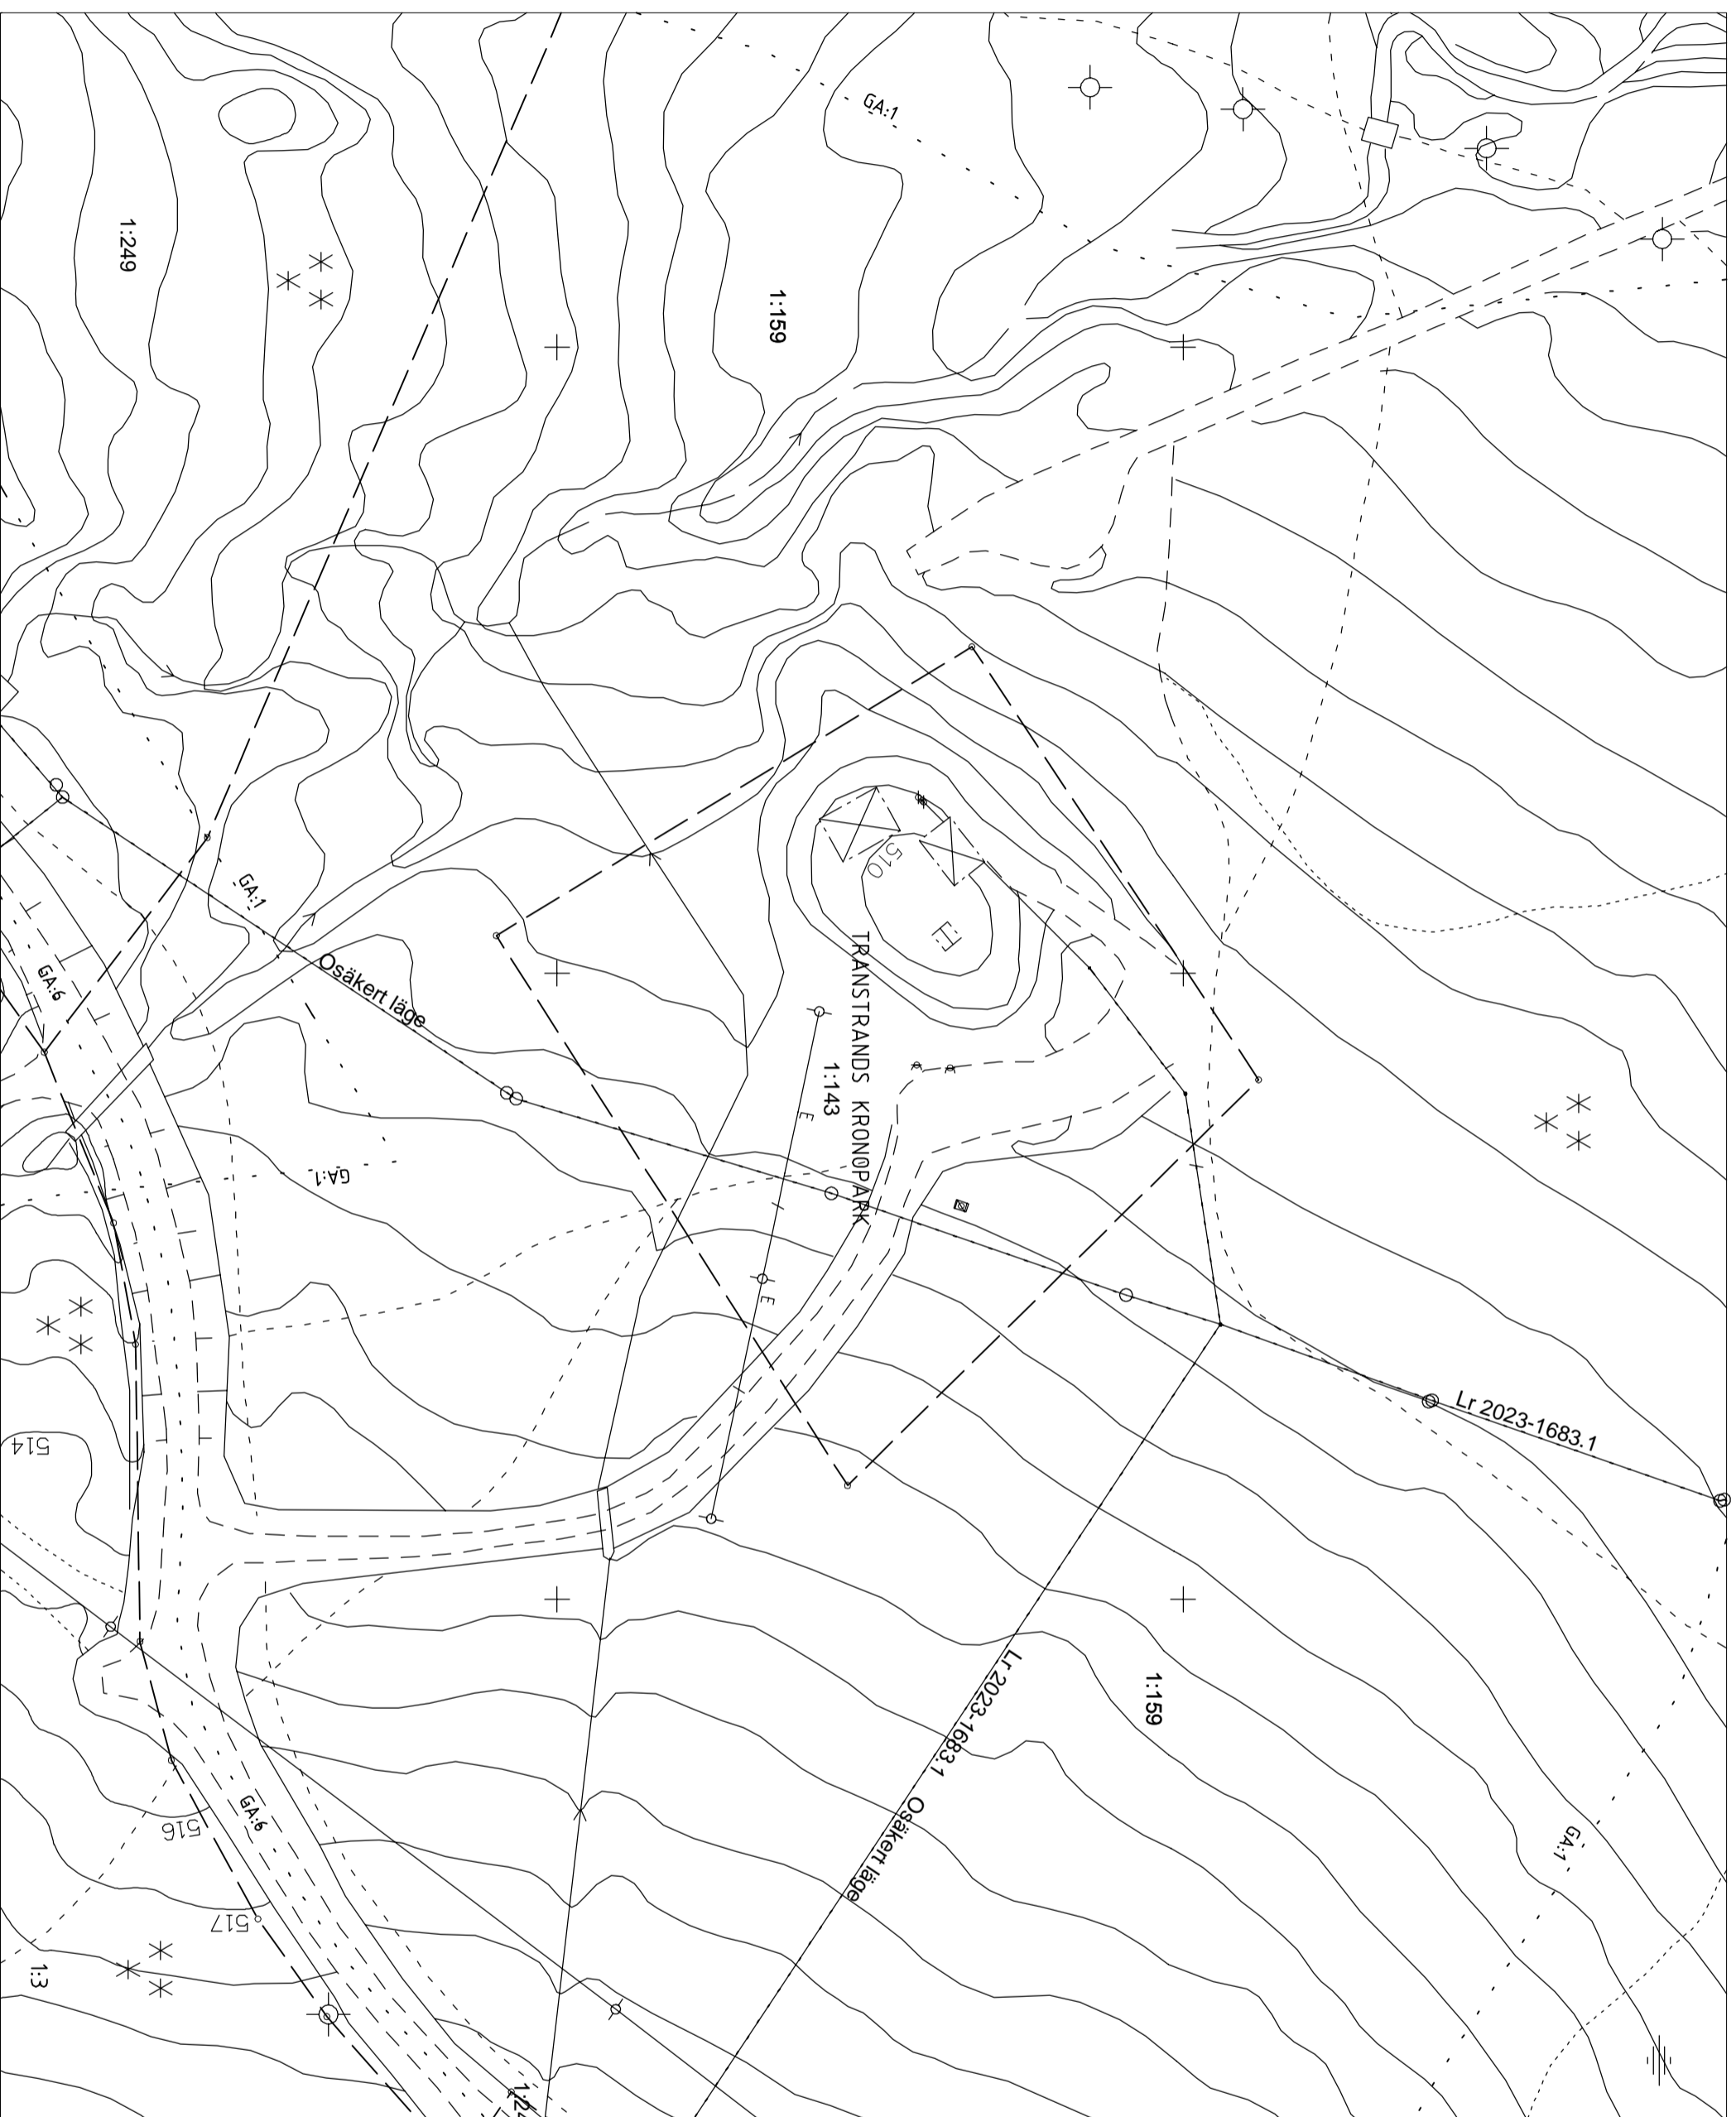 GA:1
1:249
1:159
510
H
GA:1
TRANSTRANDS KRONOPARK
Osäkert läge
GA:6
1:143
E
GA:1
E
Lr 2023-1683.1
514
Lr 2023-1683.1
1:159
Osäkert läge
GA:6
516
GA:1
517
1:3